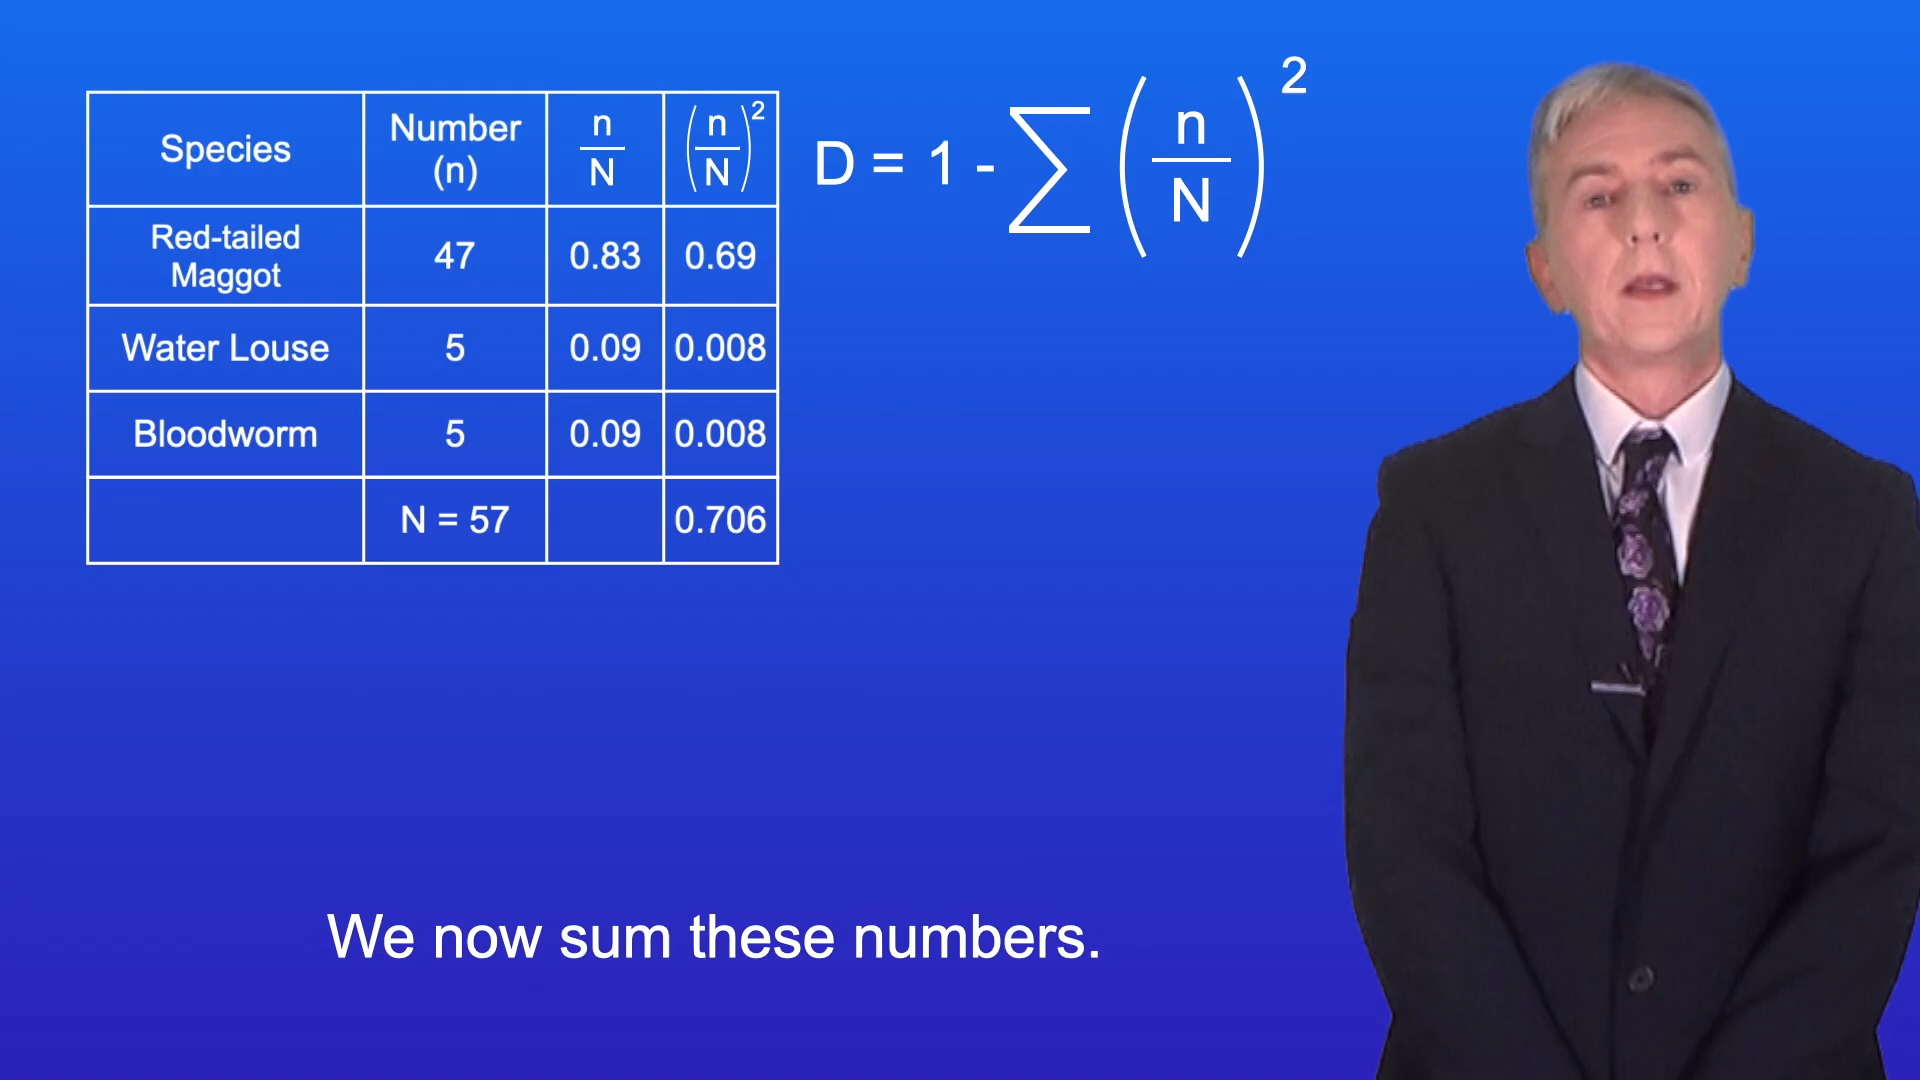 Species Number (n) n/N (n/N)²
Red-tailed Maggot 47 0.83 0.69
Water Louse 5 0.09 0.008
Bloodworm 5 0.09 0.008
N = 57 0.706
D = 1 - ∑ (n/N)²
We now sum these numbers.